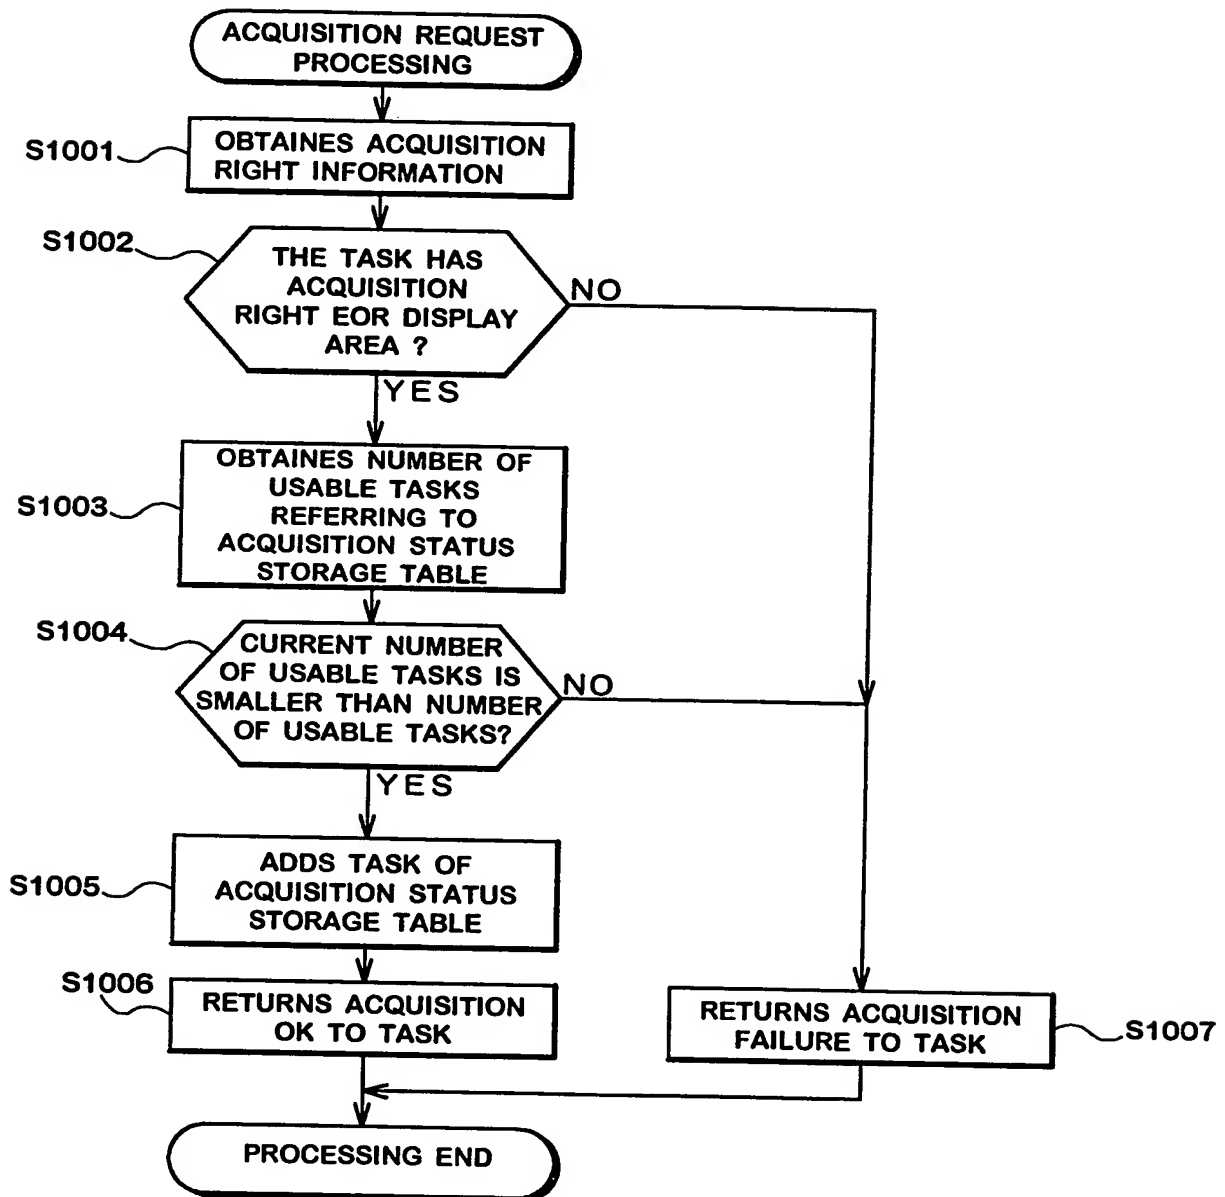 ACQUISITION REQUEST
PROCESSING
S1001
OBTAINES ACQUISITION
RIGHT INFORMATION
S1002
THE TASK HAS
ACQUISITION
RIGHT EOR DISPLAY
AREA ?
NO
YES
S1003
OBTAINES NUMBER OF
USABLE TASKS
REFERRING TO
ACQUISITION STATUS
STORAGE TABLE
S1004
CURRENT NUMBER
OF USABLE TASKS IS
SMALLER THAN NUMBER
OF USABLE TASKS?
NO
YES
S1005
ADDS TASK OF
ACQUISITION STATUS
STORAGE TABLE
S1006
RETURNS ACQUISITION
OK TO TASK
RETURNS ACQUISITION
FAILURE TO TASK
S1007
PROCESSING END